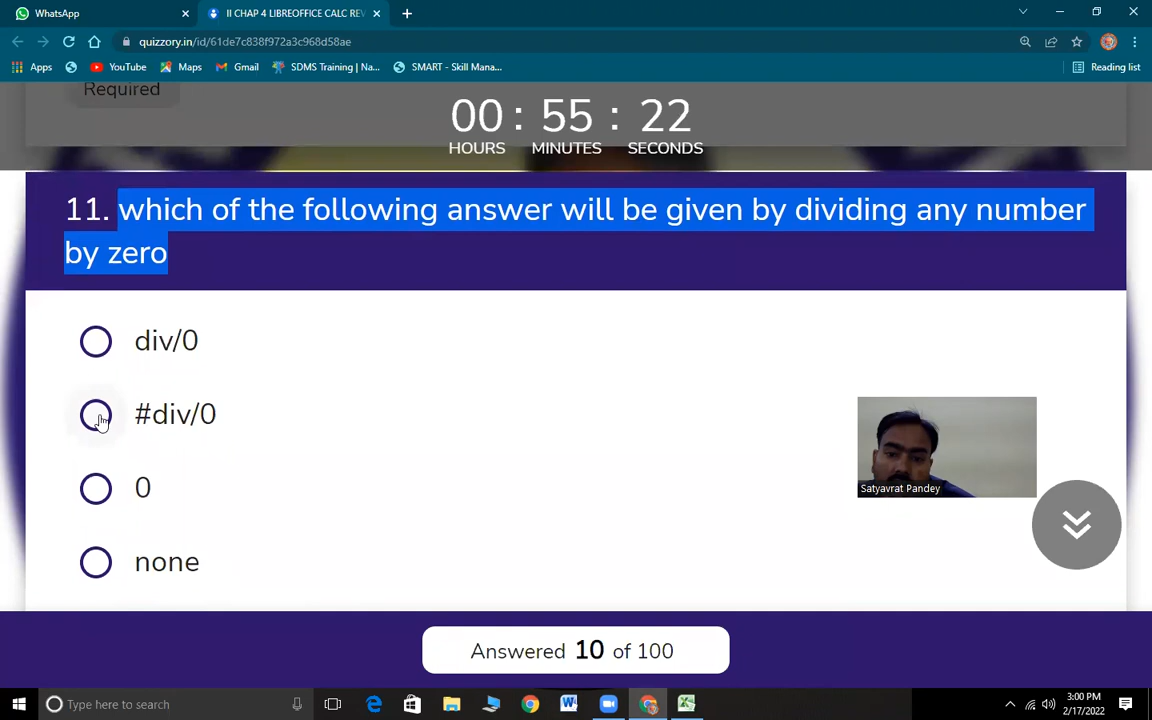 WhatsApp
II CHAP 4 LIBREOFFICE CALC REV
quizzory.in/id/61de7c838f972a3c968d58ae
Apps
YouTube
Maps
Gmail
SDMS Training | Na...
SMART - Skill Mana...
Reading list
Required
00 : 55 : 22
HOURS MINUTES SECONDS
11. which of the following answer will be given by dividing any number
by zero
div/0
#div/0
0
none
Satyavrat Pandey
Answered 10 of 100
Type here to search
3:00 PM
2/17/2022